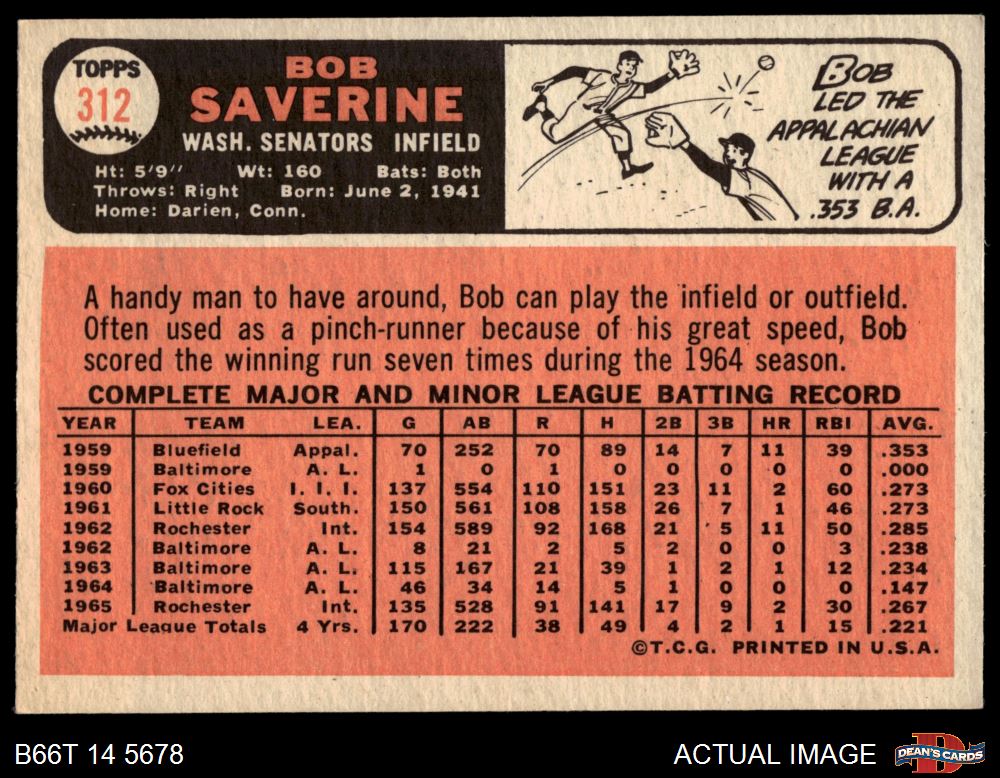 TOPPS
312
BOB
SAVERINE
WASH. SENATORS INFIELD
Ht: 5'9" Wt: 160 Bats: Both
Throws: Right Born: June 2, 1941
Home: Darien, Conn.
BOB
LED THE
APPALACHIAN
LEAGUE
WITH A
.353 B.A.
A handy man to have around, Bob can play the infield or outfield.
Often used as a pinch-runner because of his great speed, Bob
scored the winning run seven times during the 1964 season.
COMPLETE MAJOR AND MINOR LEAGUE BATTING RECORD
YEAR TEAM LEA. G AB R H 2B 3B HR RBI AVG.
1959 Bluefield Appal. 70 252 70 89 14 7 11 39 .353
1959 Baltimore A. L. 1 0 1 0 0 0 0 0 .000
1960 Fox Cities I. I. I. 137 554 110 151 23 11 2 60 .273
1961 Little Rock South. 150 561 108 158 26 7 1 46 .273
1962 Rochester Int. 154 589 92 168 21 5 11 50 .285
1962 Baltimore A. L. 8 21 2 5 2 0 0 3 .238
1963 Baltimore A. L. 115 167 21 39 1 2 1 12 .234
1964 Baltimore A. L. 46 34 14 5 1 0 0 0 .147
1965 Rochester Int. 135 528 91 141 17 9 2 30 .267
Major League Totals 4 Yrs. 170 222 38 49 4 2 1 15 .221
©T.C.G. PRINTED IN U.S.A.
B66T 14 5678
ACTUAL IMAGE
DEAN'S CARDS